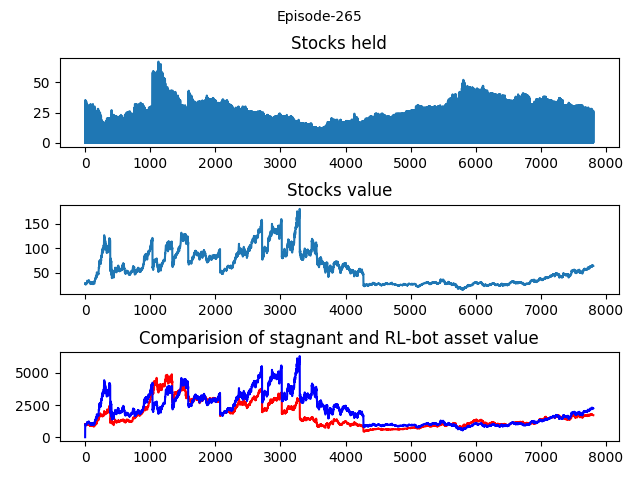 Episode-265
Stocks held
50
25
0
0 1000 2000 3000 4000 5000 6000 7000 8000
Stocks value
150
100
50
0 1000 2000 3000 4000 5000 6000 7000 8000
Comparision of stagnant and RL-bot asset value
5000
2500
0
0 1000 2000 3000 4000 5000 6000 7000 8000